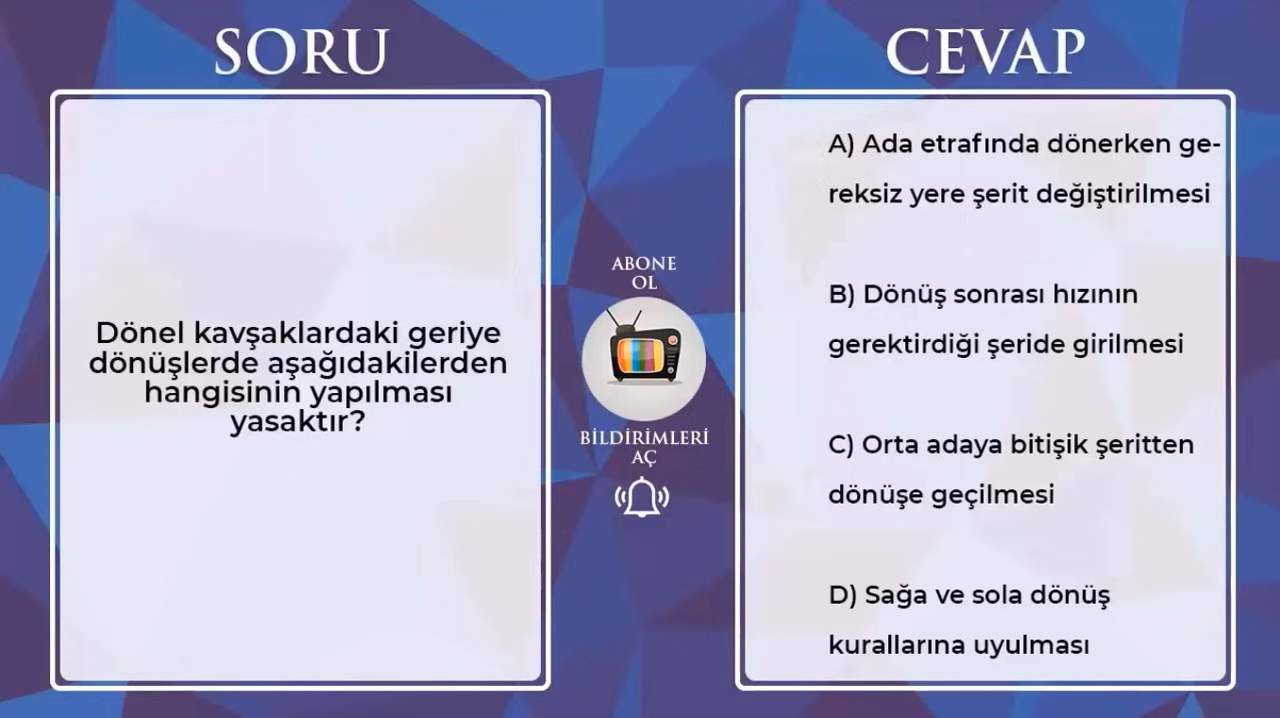 SORU
Dönel kavşaklardaki geriye
dönüşlerde aşağıdakilerden
hangisinin yapılması
yasaktır?
ABONE
OL
BİLDİRİMLERİ
AÇ
CEVAP
A) Ada etrafında dönerken ge-
reksiz yere şerit değiştirilmesi
B) Dönüş sonrası hızının
gerektirdiği şeride girilmesi
C) Orta adaya bitişik şeritten
dönüşe geçilmesi
D) Sağa ve sola dönüş
kurallarına uyulması